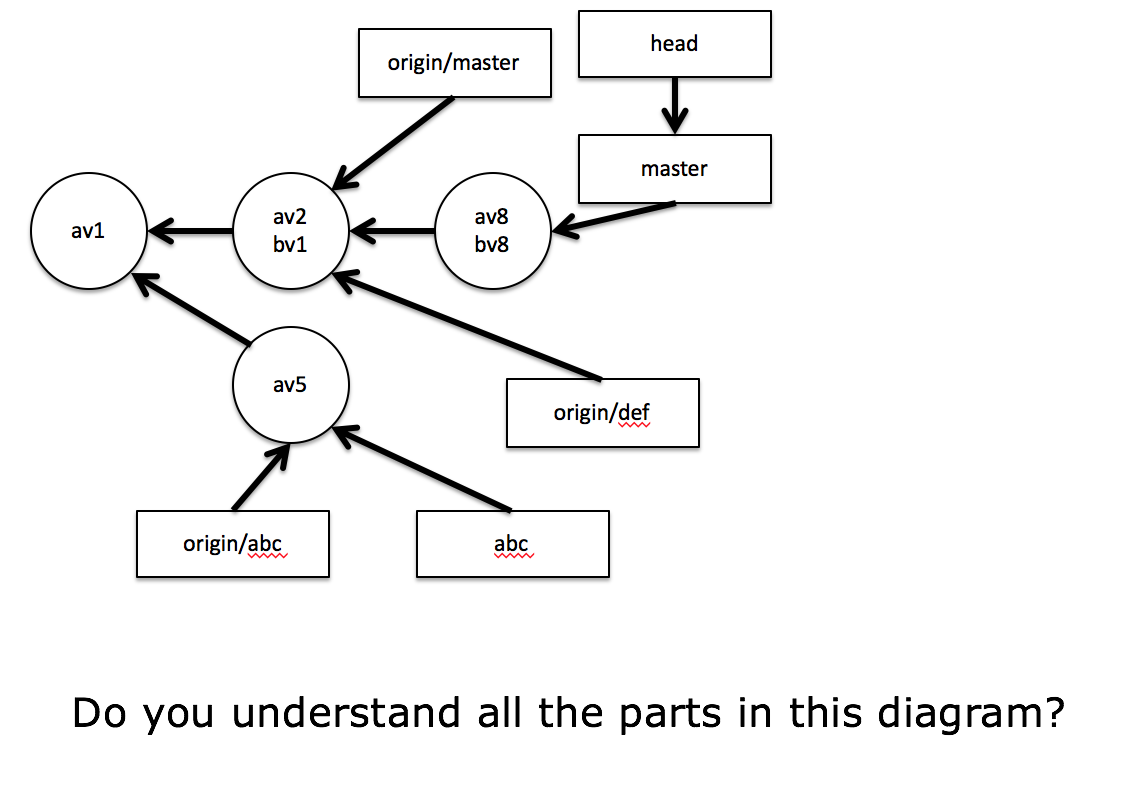 head
origin/master
master
av1
av2
bv1
av8
bv8
av5
origin/def
origin/abc
abc
Do you understand all the parts in this diagram?